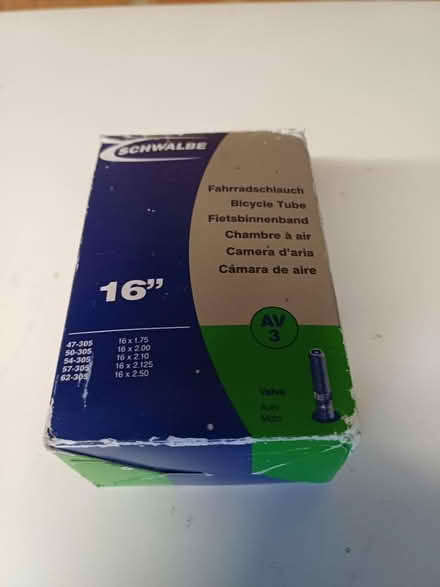 SCHWALBE
Fahrradschlauch
Bicycle Tube
Fietsbinnenband
Chambre à air
Camera d'aria
Câmara de aire
16"
47-305 16 x 1.75
50-305 16 x 2.00
54-305 16 x 2.10
57-305 16 x 2.125
62-305 16 x 2.50
AV
3
Valve
Auto
Moto